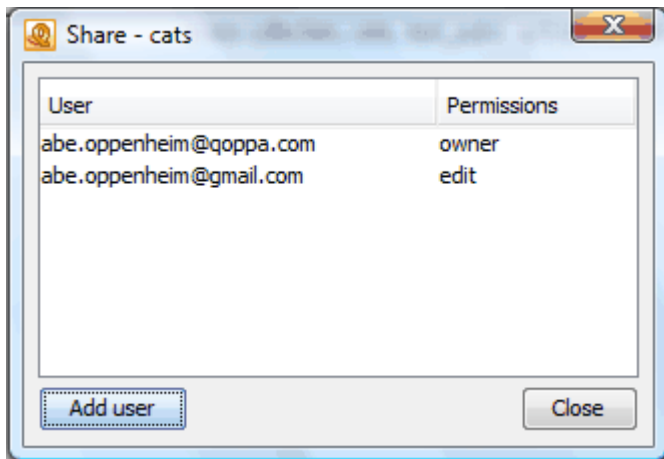 Share - cats
User Permissions
abe.oppenheim@qoppa.com owner
abe.oppenheim@gmail.com edit
Add user Close